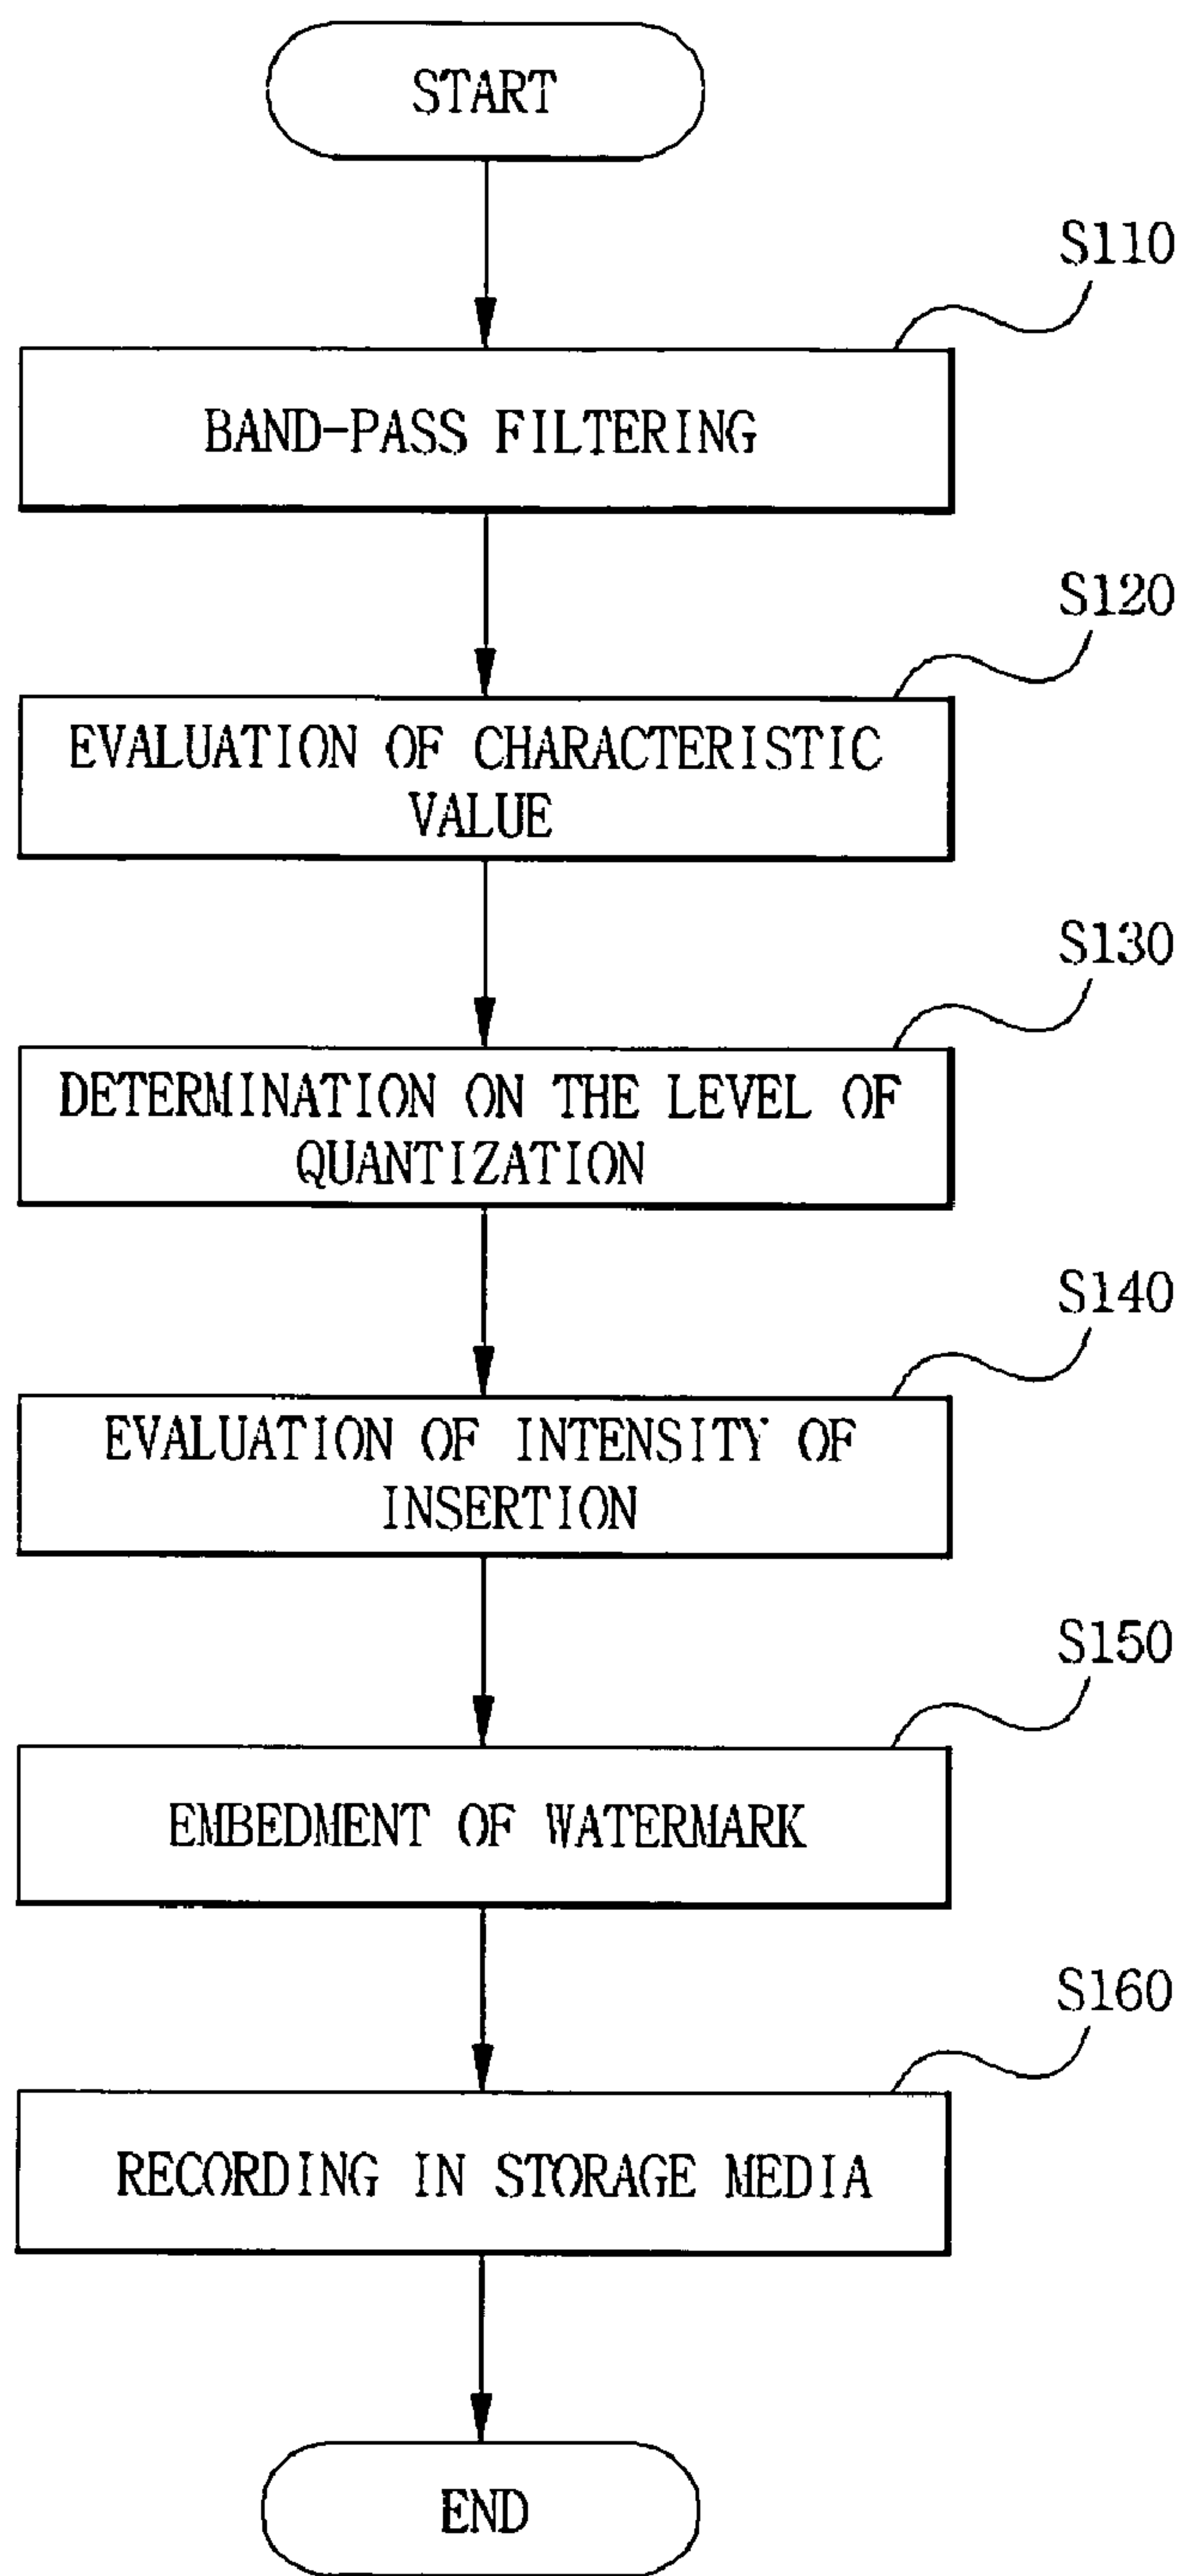 START
S110
BAND-PASS FILTERING
S120
EVALUATION OF CHARACTERISTIC
VALUE
S130
DETERMINATION ON THE LEVEL OF
QUANTIZATION
S140
EVALUATION OF INTENSITY OF
INSERTION
S150
EMBEDMENT OF WATERMARK
S160
RECORDING IN STORAGE MEDIA
END